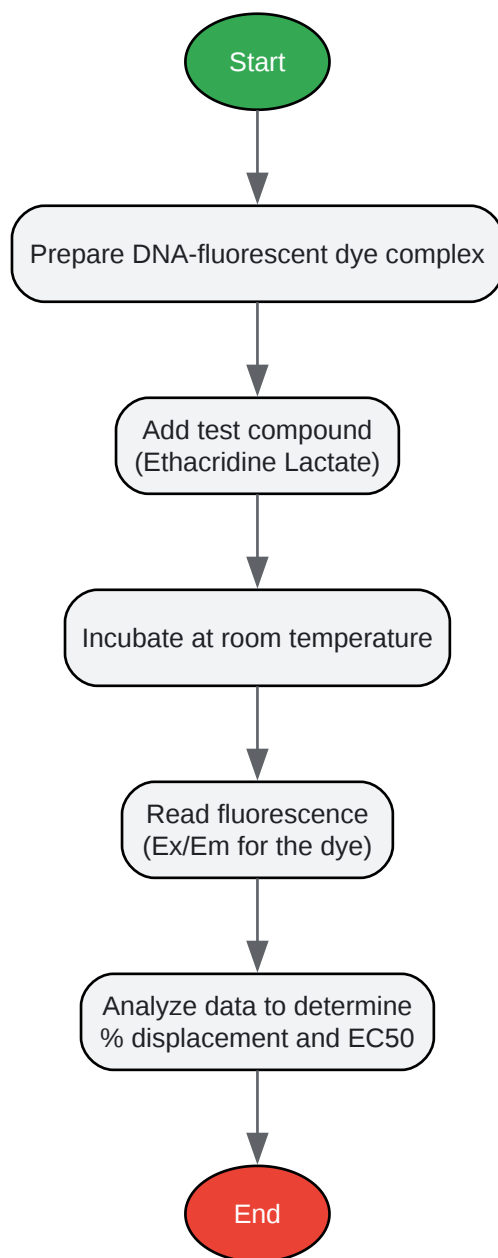 Start
Prepare DNA-fluorescent dye complex
Add test compound
(Ethacridine Lactate)
Incubate at room temperature
Read fluorescence
(Ex/Em for the dye)
Analyze data to determine
% displacement and EC50
End